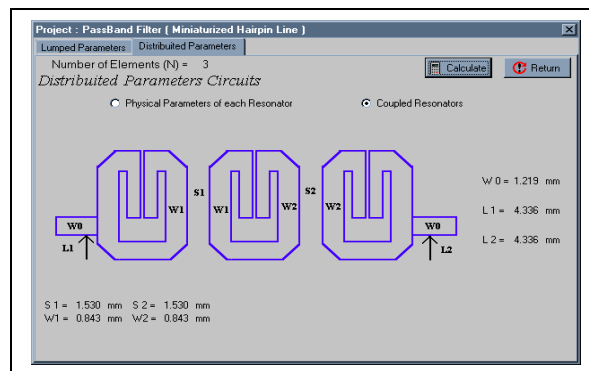 Project : PassBand Filter ( Miniaturized Hairpin Line )
Lumped Parameters Distribuited Parameters
Number of Elements (N) = 3
Calculate Return
Distribuited Parameters Circuits
Physical Parameters of each Resonator Coupled Resonators
W1 S1 W1 W2 S2 W2
W0 W0
L1 L2
W 0 = 1.219 mm
L 1 = 4.336 mm
L 2 = 4.336 mm
S 1 = 1.530 mm S 2 = 1.530 mm
W1 = 0.843 mm W2 = 0.843 mm